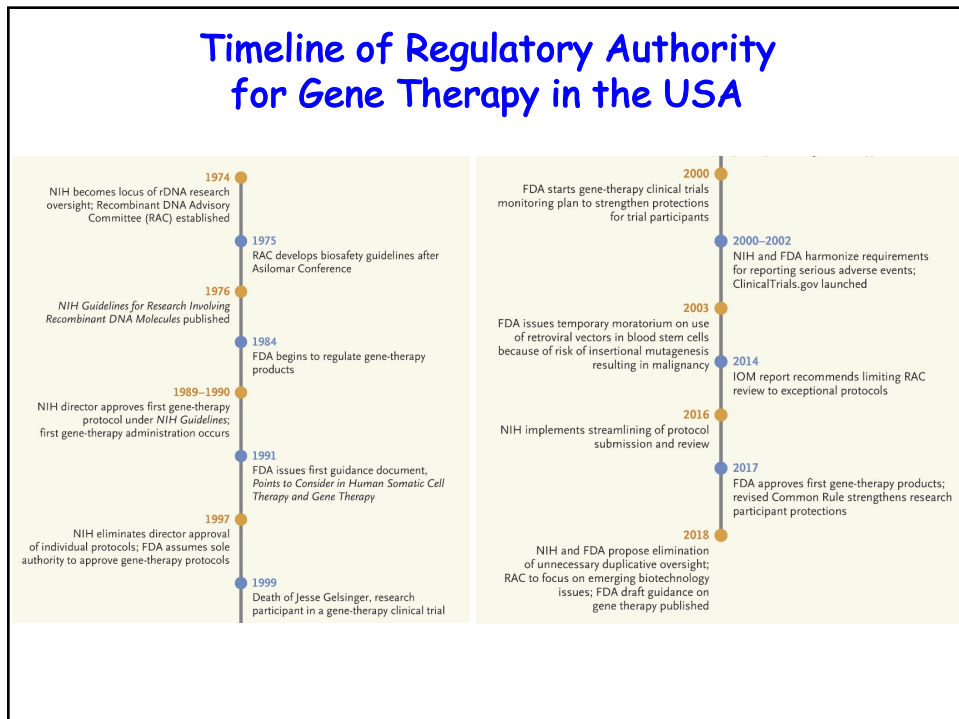 Timeline of Regulatory Authority
for Gene Therapy in the USA
1974
NIH becomes locus of rDNA research
oversight; Recombinant DNA Advisory
Committee (RAC) established
1975
RAC develops biosafety guidelines after
Asilomar Conference
1976
NIH Guidelines for Research Involving
Recombinant DNA Molecules published
1984
FDA begins to regulate gene-therapy
products
1989–1990
NIH director approves first gene-therapy
protocol under NIH Guidelines;
first gene-therapy administration occurs
1991
FDA issues first guidance document,
Points to Consider in Human Somatic Cell
Therapy and Gene Therapy
1997
NIH eliminates director approval
of individual protocols; FDA assumes sole
authority to approve gene-therapy protocols
1999
Death of Jesse Gelsinger, research
participant in a gene-therapy clinical trial
2000
FDA starts gene-therapy clinical trials
monitoring plan to strengthen protections
for trial participants
2000–2002
NIH and FDA harmonize requirements
for reporting serious adverse events;
ClinicalTrials.gov launched
2003
FDA issues temporary moratorium on use
of retroviral vectors in blood stem cells
because of risk of insertional mutagenesis
resulting in malignancy
2014
IOM report recommends limiting RAC
review to exceptional protocols
2016
NIH implements streamlining of protocol
submission and review
2017
FDA approves first gene-therapy products;
revised Common Rule strengthens research
participant protections
2018
NIH and FDA propose elimination
of unnecessary duplicative oversight;
RAC to focus on emerging biotechnology
issues; FDA draft guidance on
gene therapy published